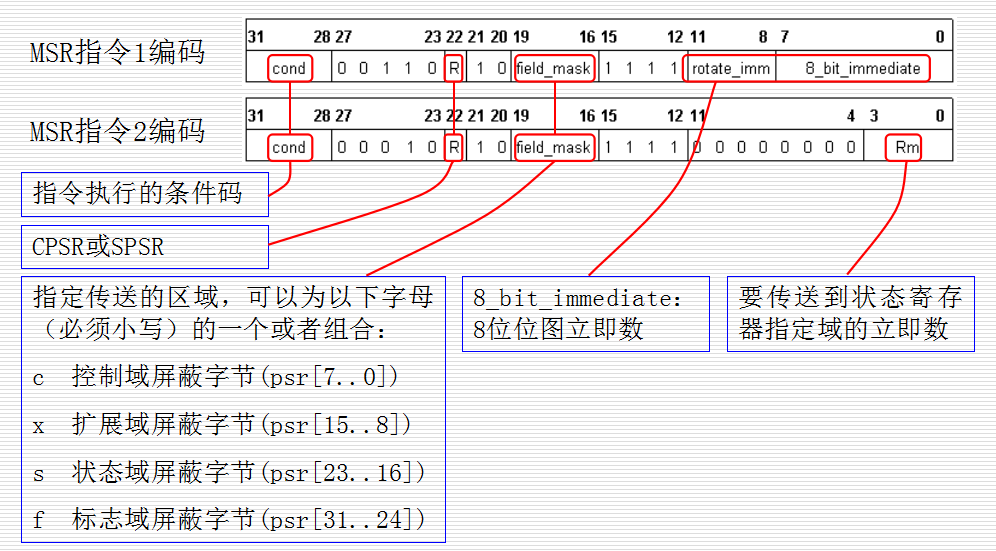 31 28 27 23 22 21 20 19 16 15 12 11 8 7 0
MSR指令1编码
cond 0 0 1 1 0 R 1 0 field_mask 1 1 1 1 rotate_imm 8_bit_immediate
31 28 27 23 22 21 20 19 16 15 12 11 4 3 0
MSR指令2编码
cond 0 0 0 1 0 R 1 0 field_mask 1 1 1 1 0 0 0 0 0 0 0 0 Rm
指令执行的条件码
CPSR或SPSR
指定传送的区域，可以为以下字母
（必须小写）的一个或者组合：
c 控制域屏蔽字节(psr[7..0])
x 扩展域屏蔽字节(psr[15..8])
s 状态域屏蔽字节(psr[23..16])
f 标志域屏蔽字节(psr[31..24])
8_bit_immediate：
8位位图立即数
要传送到状态寄存
器指定域的立即数